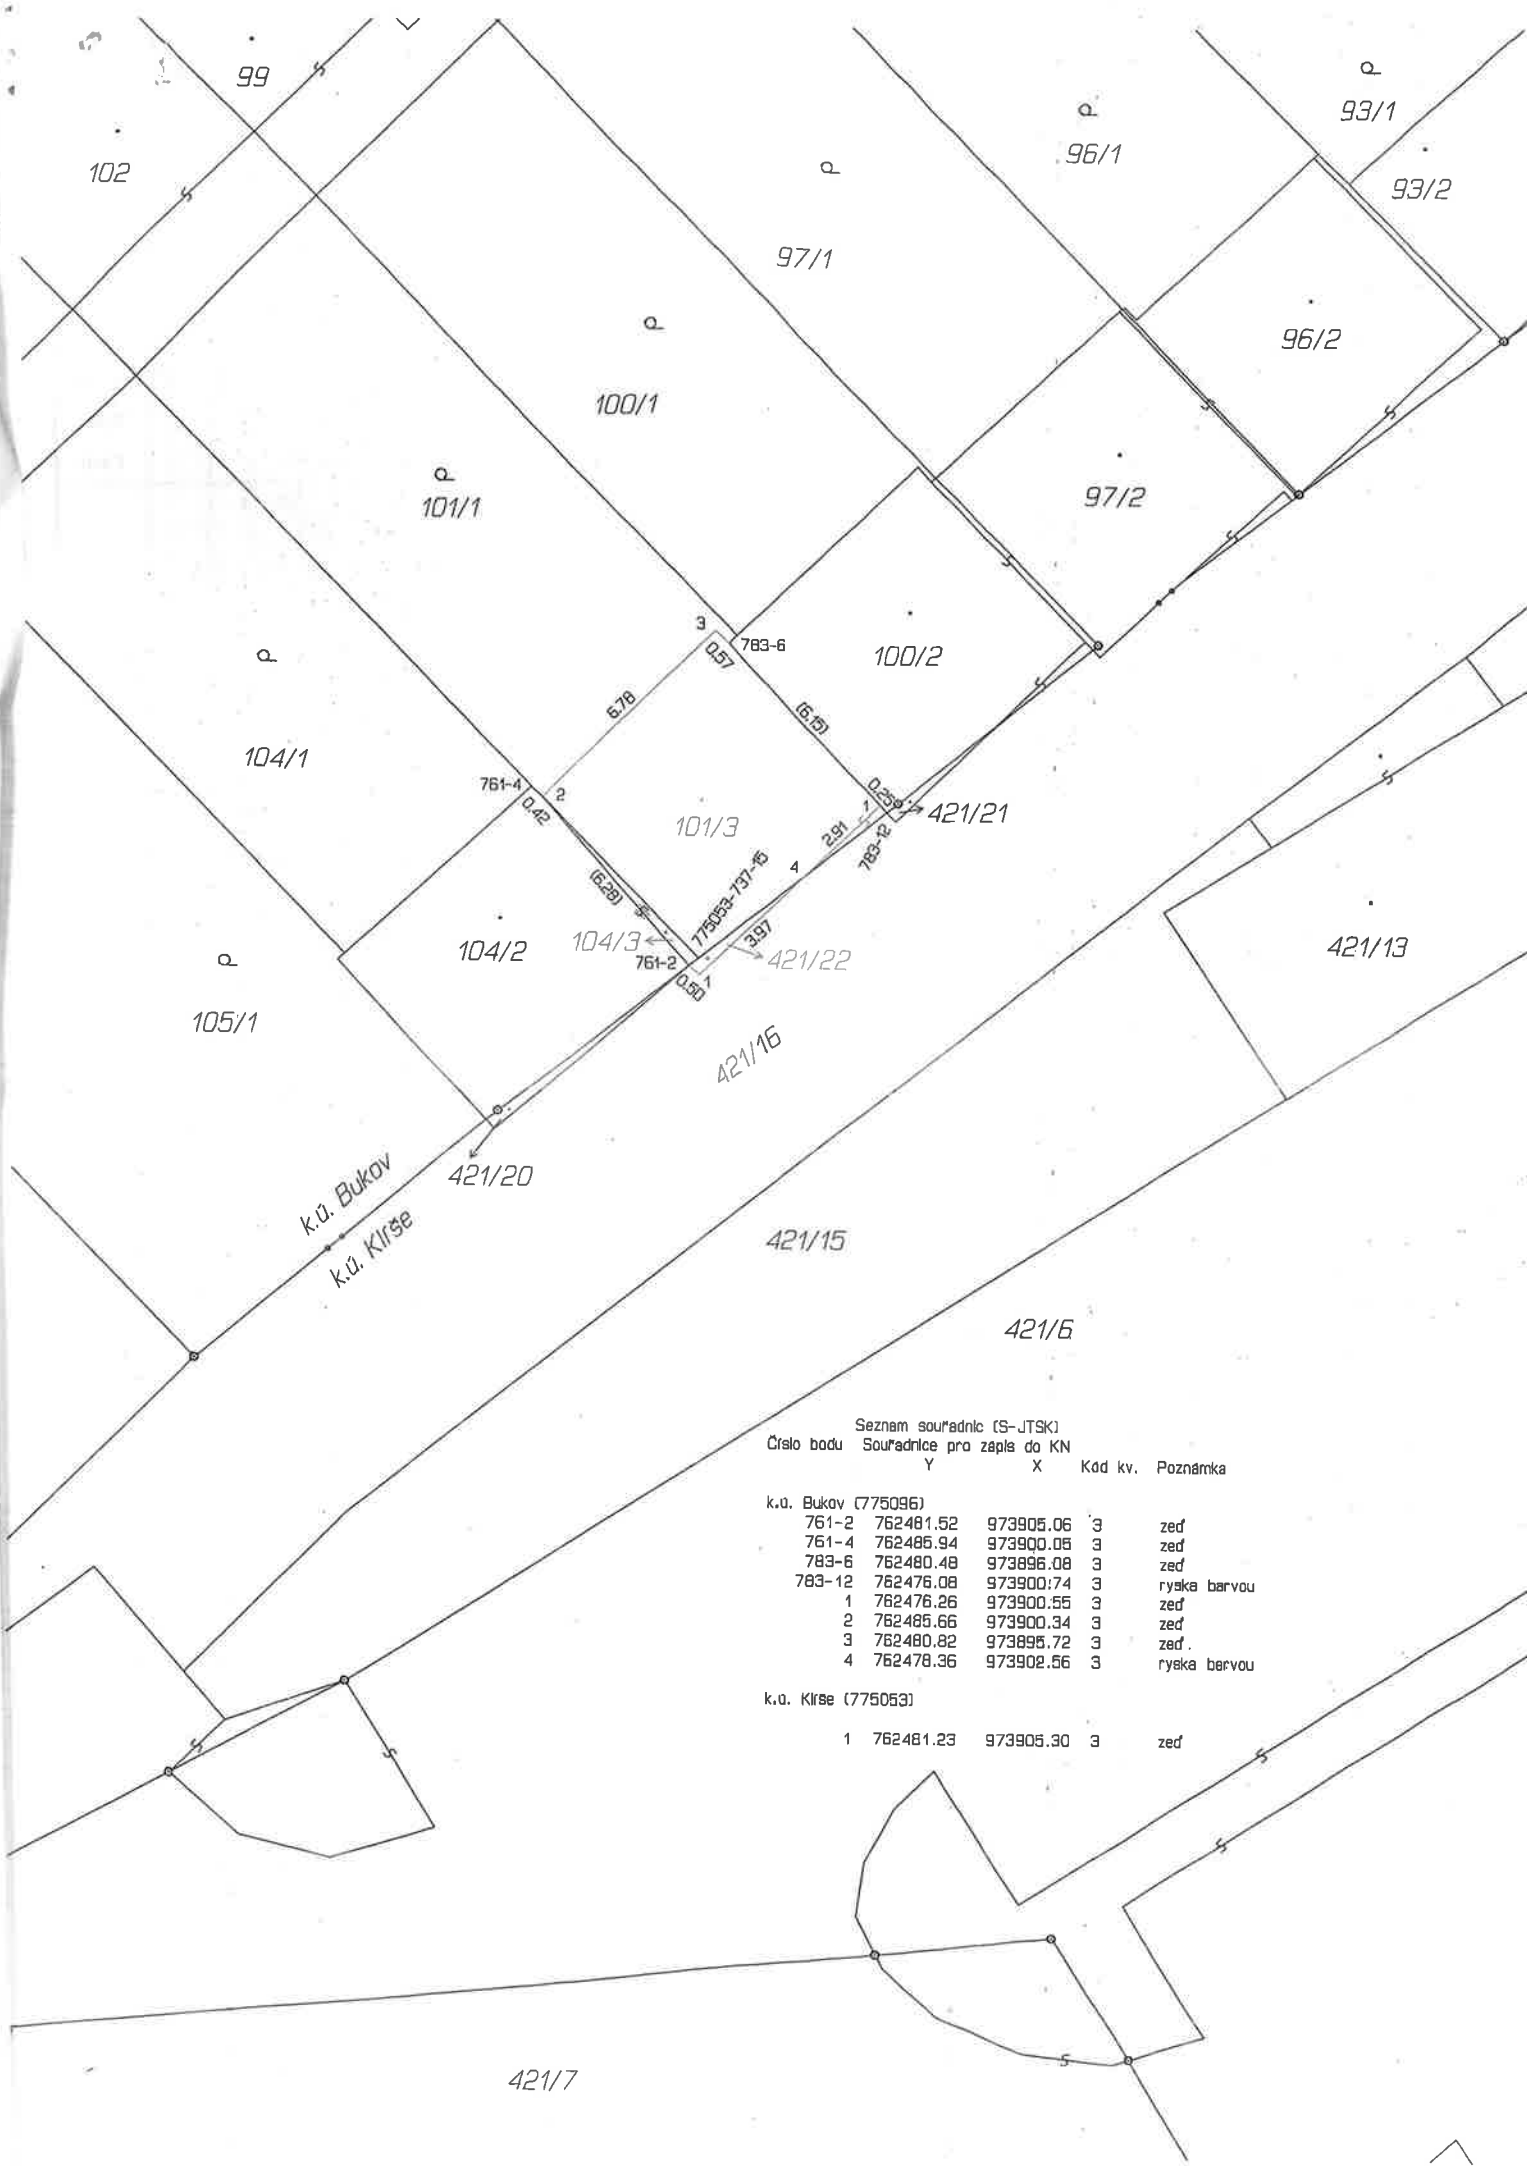 99
102
93/1
96/1
93/2
97/1
96/2
100/1
101/1
97/2
3
783-6
0.57
100/2
6.78
(6.15)
104/1
761-4
2
0.42
0.25
1
421/21
101/3
2.91
783-12
4
(6.28)
775053-737-15
104/3
104/2
761-2
3.97
421/22
0.50
1
421/13
105/1
421/16
k.ú. Bukov
k.ú. Klíše
421/20
421/15
421/6
Seznam souřadnic (S-JTSK)
Číslo bodu Souřadnice pro zápis do KN
Y X Kód kv. Poznámka
k.ú. Bukov (775096)
761-2 762481.52 973905.06 3 zeď
761-4 762485.94 973900.05 3 zeď
783-6 762480.48 973896.08 3 zeď
783-12 762476.08 973900.74 3 ryska barvou
1 762476.26 973900.55 3 zeď
2 762485.66 973900.34 3 zeď
3 762480.82 973895.72 3 zeď
4 762478.36 973902.56 3 ryska barvou
k.ú. Klíše (775053)
1 762481.23 973905.30 3 zeď
421/7